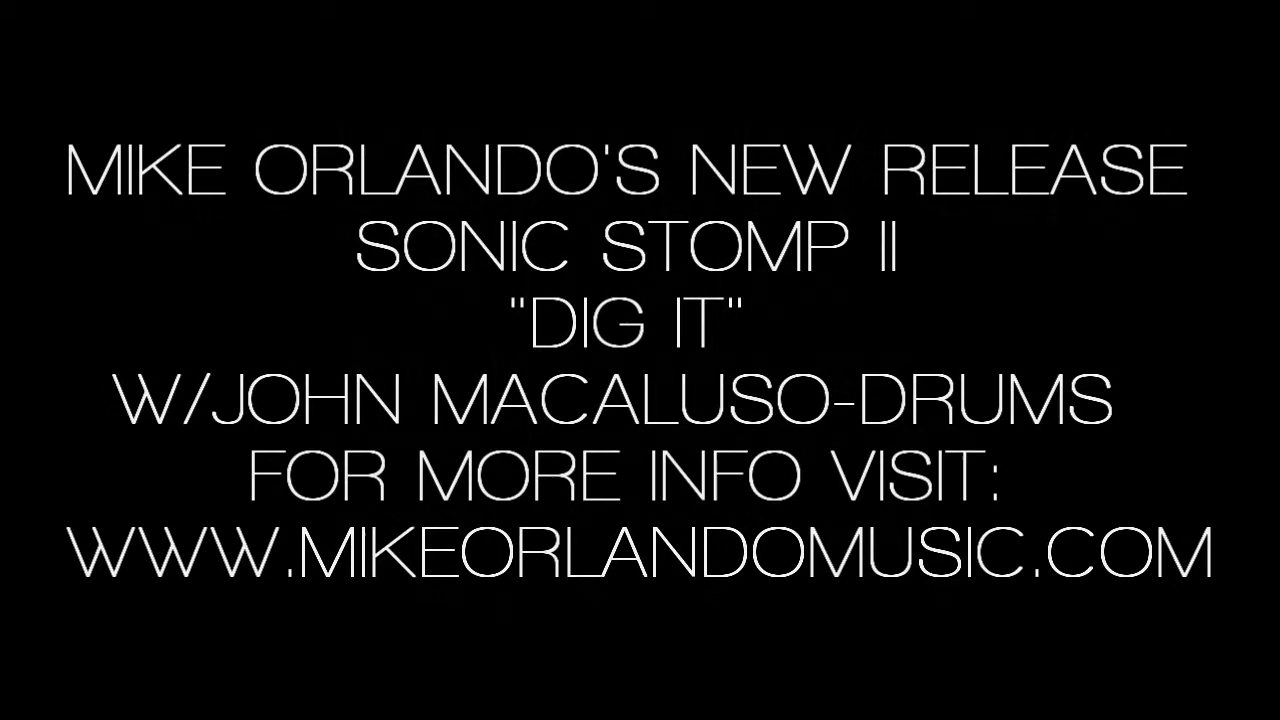 MIKE ORLANDO'S NEW RELEASE
SONIC STOMP II
"DIG IT"
W/JOHN MACALUSO-DRUMS
FOR MORE INFO VISIT:
WWW.MIKEORLANDOMUSIC.COM